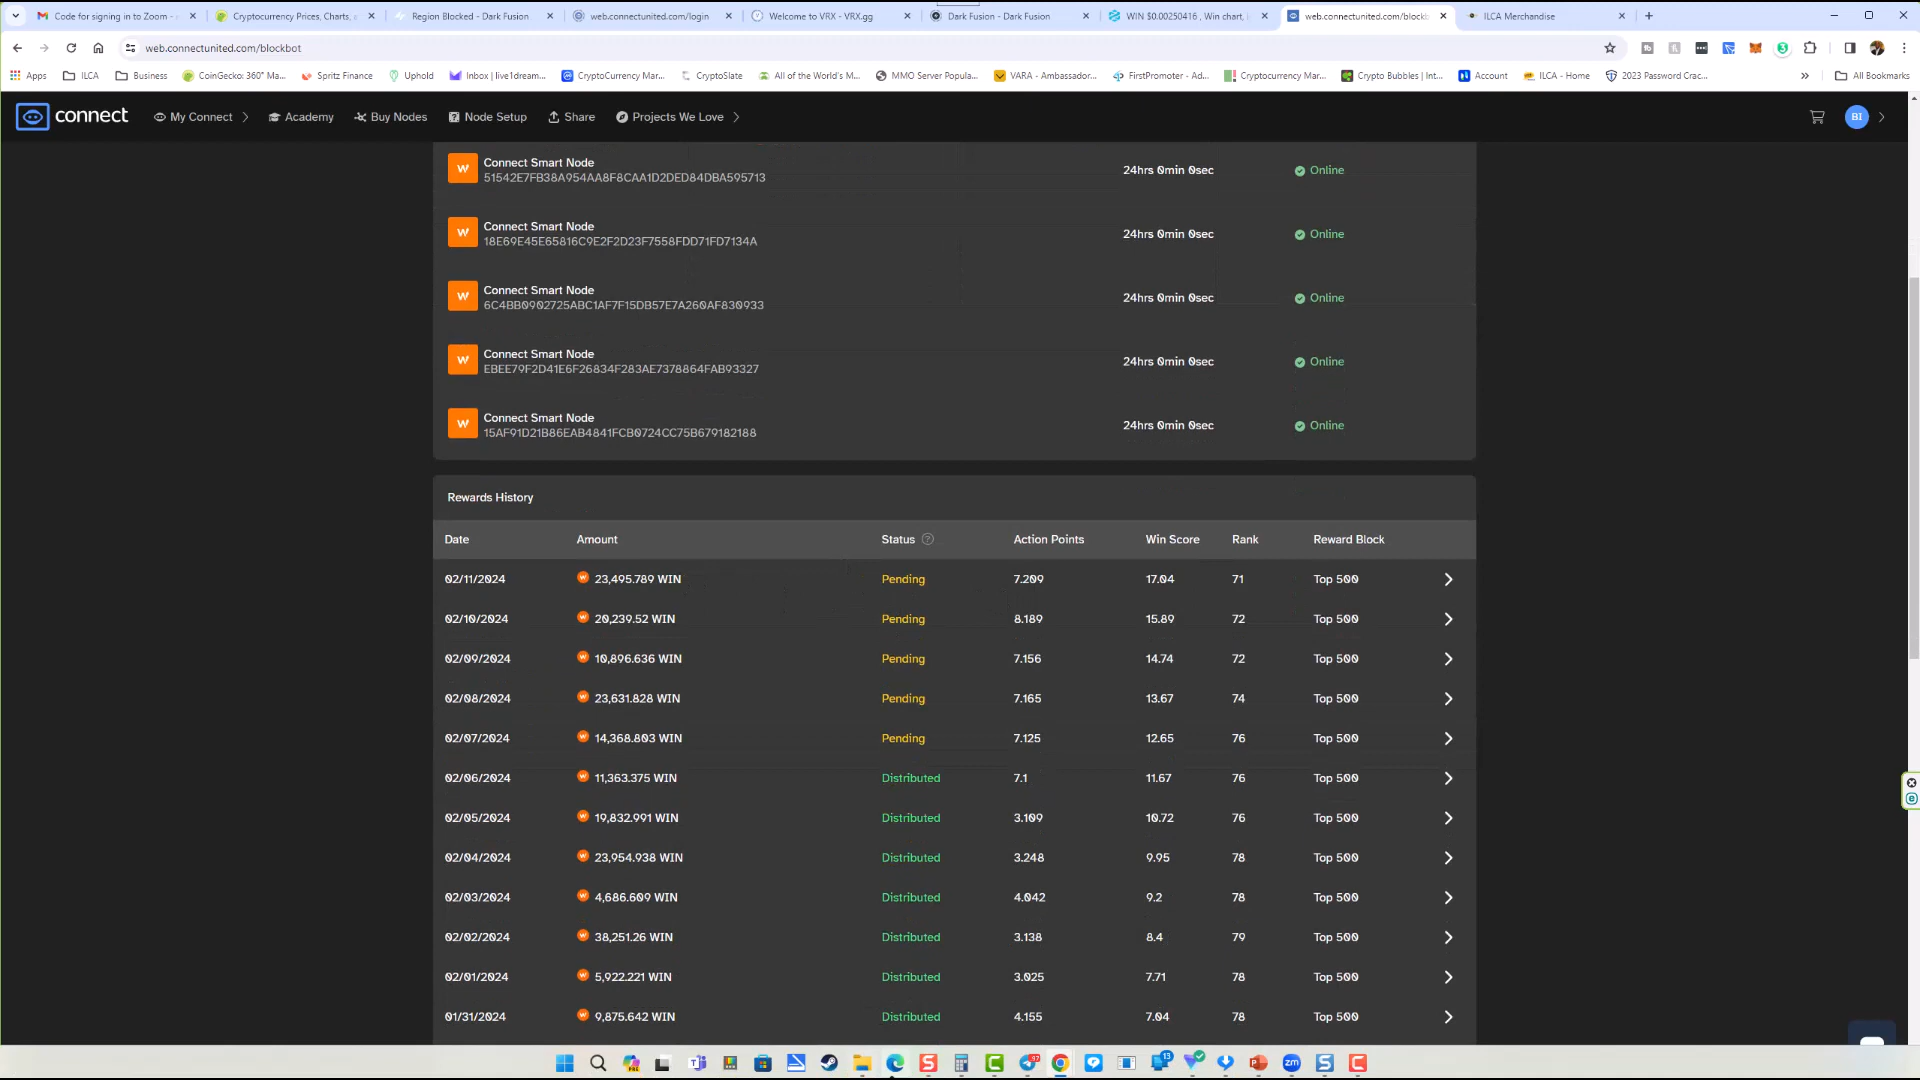 Code for signing in to Zoom -
Cryptocurrency Prices, Charts,
Region Blocked - Dark Fusion
web.connectunited.com/login
Welcome to VRX - VRX.gg
Dark Fusion - Dark Fusion
WIN $0.00250416 , Win chart,
web.connectunited.com/blockb
ILCA Merchandise
web.connectunited.com/blockbot
Apps
ILCA
Business
CoinGecko: 360° Ma...
Spritz Finance
Uphold
Inbox | live1dream...
CryptoCurrency Mar...
CryptoSlate
All of the World's M...
MMO Server Popula...
VARA - Ambassador...
FirstPromoter - Ad...
Cryptocurrency Mar...
Crypto Bubbles | Int...
Account
ILCA - Home
2023 Password Crac...
All Bookmarks
connect
My Connect
Academy
Buy Nodes
Node Setup
Share
Projects We Love
BI
Connect Smart Node
51542E7FB38A954AA8F8CAA1D2DED84DBA595713
24hrs 0min 0sec
Online
Connect Smart Node
18E69E45E65816C9E2F2D23F7558FDD71FD7134A
24hrs 0min 0sec
Online
Connect Smart Node
6C4BB0902725ABC1AF7F15DB57E7A260AF830933
24hrs 0min 0sec
Online
Connect Smart Node
EBEE79F2D41E6F26834F283AE7378864FAB93327
24hrs 0min 0sec
Online
Connect Smart Node
15AF91D21B86EAB4841FCB0724CC75B679182188
24hrs 0min 0sec
Online
Rewards History
Date Amount Status Action Points Win Score Rank Reward Block
02/11/2024 23,495.789 WIN Pending 7.209 17.04 71 Top 500
02/10/2024 20,239.52 WIN Pending 8.189 15.89 72 Top 500
02/09/2024 10,896.636 WIN Pending 7.156 14.74 72 Top 500
02/08/2024 23,631.828 WIN Pending 7.165 13.67 74 Top 500
02/07/2024 14,368.803 WIN Pending 7.125 12.65 76 Top 500
02/06/2024 11,363.375 WIN Distributed 7.1 11.67 76 Top 500
02/05/2024 19,832.991 WIN Distributed 3.109 10.72 76 Top 500
02/04/2024 23,954.938 WIN Distributed 3.248 9.95 78 Top 500
02/03/2024 4,686.609 WIN Distributed 4.042 9.2 78 Top 500
02/02/2024 38,251.26 WIN Distributed 3.138 8.4 79 Top 500
02/01/2024 5,922.221 WIN Distributed 3.025 7.71 78 Top 500
01/31/2024 9,875.642 WIN Distributed 4.155 7.04 78 Top 500